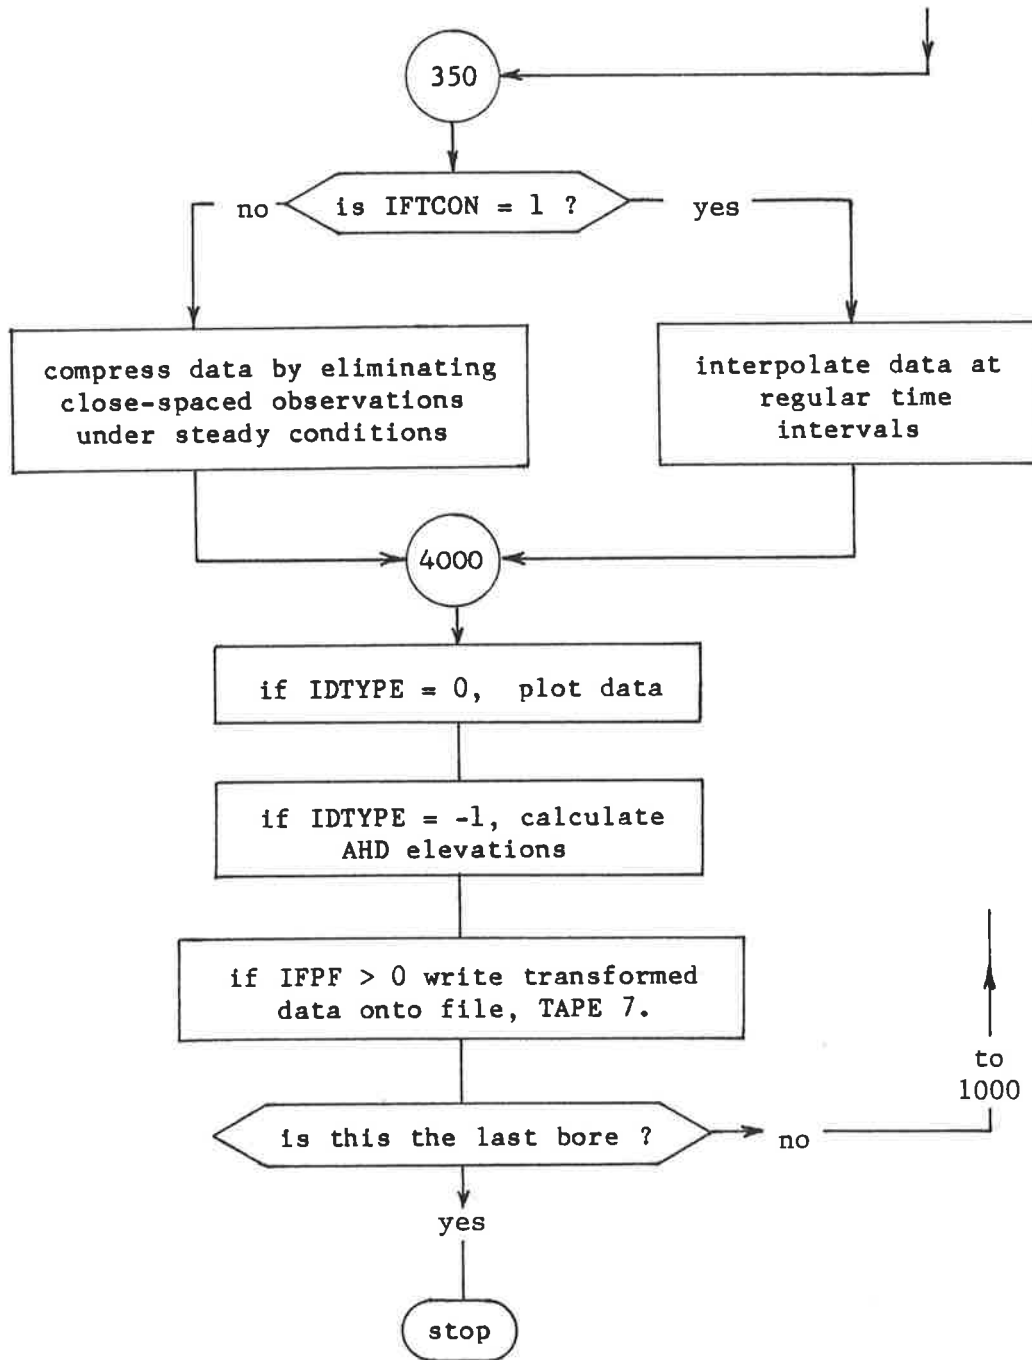 350
no
is IFTCON = 1 ?
yes
compress data by eliminating
close-spaced observations
under steady conditions
interpolate data at
regular time
intervals
4000
if IDTYPE = 0, plot data
if IDTYPE = -1, calculate
AHD elevations
if IFPF > 0 write transformed
data onto file, TAPE 7.
to
1000
is this the last bore ?
no
yes
stop